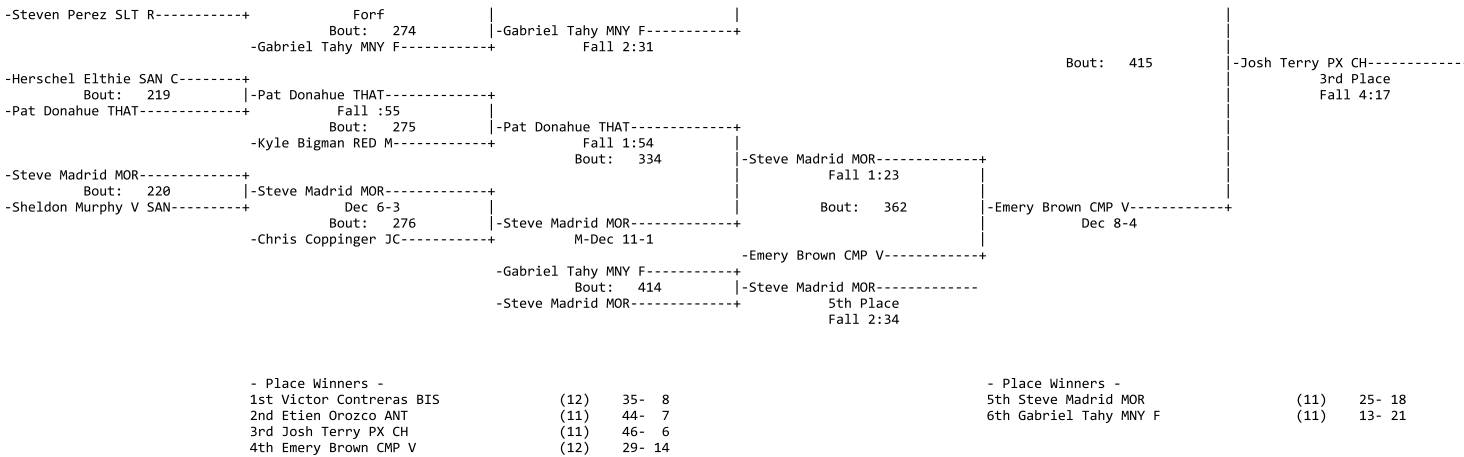 -Steven Perez SLT R-----------+ Forf | | |
Bout: 274 |-Gabriel Tahy MNY F-----------+ |
-Gabriel Tahy MNY F-----------+ Fall 2:31 |
Bout: 415 |-Josh Terry PX CH------------
-Herschel Elthie SAN C--------+ | 3rd Place
Bout: 219 |-Pat Donahue THAT-------------+ | Fall 4:17
-Pat Donahue THAT-------------+ Fall :55 | |
Bout: 275 |-Pat Donahue THAT-------------+ |
-Kyle Bigman RED M------------+ Fall 1:54 | |
Bout: 334 |-Steve Madrid MOR-------------+ |
-Steve Madrid MOR-------------+ | Fall 1:23 | |
Bout: 220 |-Steve Madrid MOR-------------+ | | |
-Sheldon Murphy V SAN---------+ Dec 6-3 | | Bout: 362 |-Emery Brown CMP V------------+
Bout: 276 |-Steve Madrid MOR-------------+ | Dec 8-4
-Chris Coppinger JC-----------+ M-Dec 11-1 |
-Emery Brown CMP V------------+
-Gabriel Tahy MNY F-----------+
Bout: 414 |-Steve Madrid MOR-------------
-Steve Madrid MOR-------------+ 5th Place
Fall 2:34
- Place Winners - - Place Winners -
1st Victor Contreras BIS (12) 35- 8 5th Steve Madrid MOR (11) 25- 18
2nd Etien Orozco ANT (11) 44- 7 6th Gabriel Tahy MNY F (11) 13- 21
3rd Josh Terry PX CH (11) 46- 6
4th Emery Brown CMP V (12) 29- 14